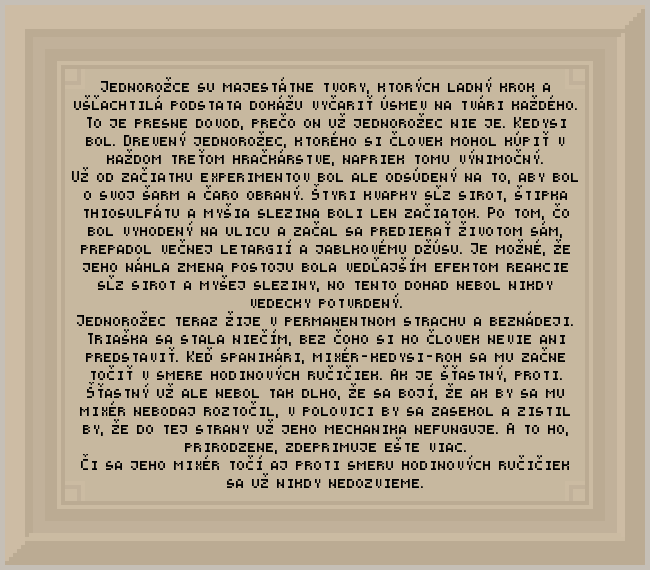 Jednorožce su majestátne tvory, ktorých ladný krok a
ušľachtilá podstata dokážu vyčariť úsmev na tvári každého.
To je presne dovod, prečo on už jednorožec nie je. Kedysi
bol. Drevený jednorožec, ktorého si človek mohol kúpiť v
každom treťom hračkárstve, napriek tomu výnimočný.
Už od začiatku experimentov bol ale odsúdený na to, aby bol
o svoj šarm a čaro obraný. Štyri kvapky sĺz sirot, štipka
thiosulfátu a myšia slezina boli len začiatok. Po tom, čo
bol vyhodený na ulicu a začal sa predierať životom sám,
prepadol večnej letargií a jablkovému džúsu. Je možné, že
jeho náhla zmena postoju bola vedľajším efektom reakcie
sĺz sirot a myšej sleziny, no tento dohad nebol nikdy
vedecky potvrdený.
Jednorožec teraz žije v permanentnom strachu a beznádeji.
Triaška sa stala niečím, bez čoho si ho človek nevie ani
predstaviť. Keď spanikári, mixér-kedysi-roh sa mu začne
točiť v smere hodinových ručičiek. Ak je šťastný, proti.
Šťastný už ale nebol tak dlho, že sa bojí, že ak by sa mu
mixér nebodaj roztočil, v polovici by sa zasekol a zistil
by, že do tej strany už jeho mechanika nefunguje. A to ho,
prirodzene, zdeprimuje ešte viac.
Či sa jeho mixér točí aj proti smeru hodinových ručičiek
sa už nikdy nedozvieme.